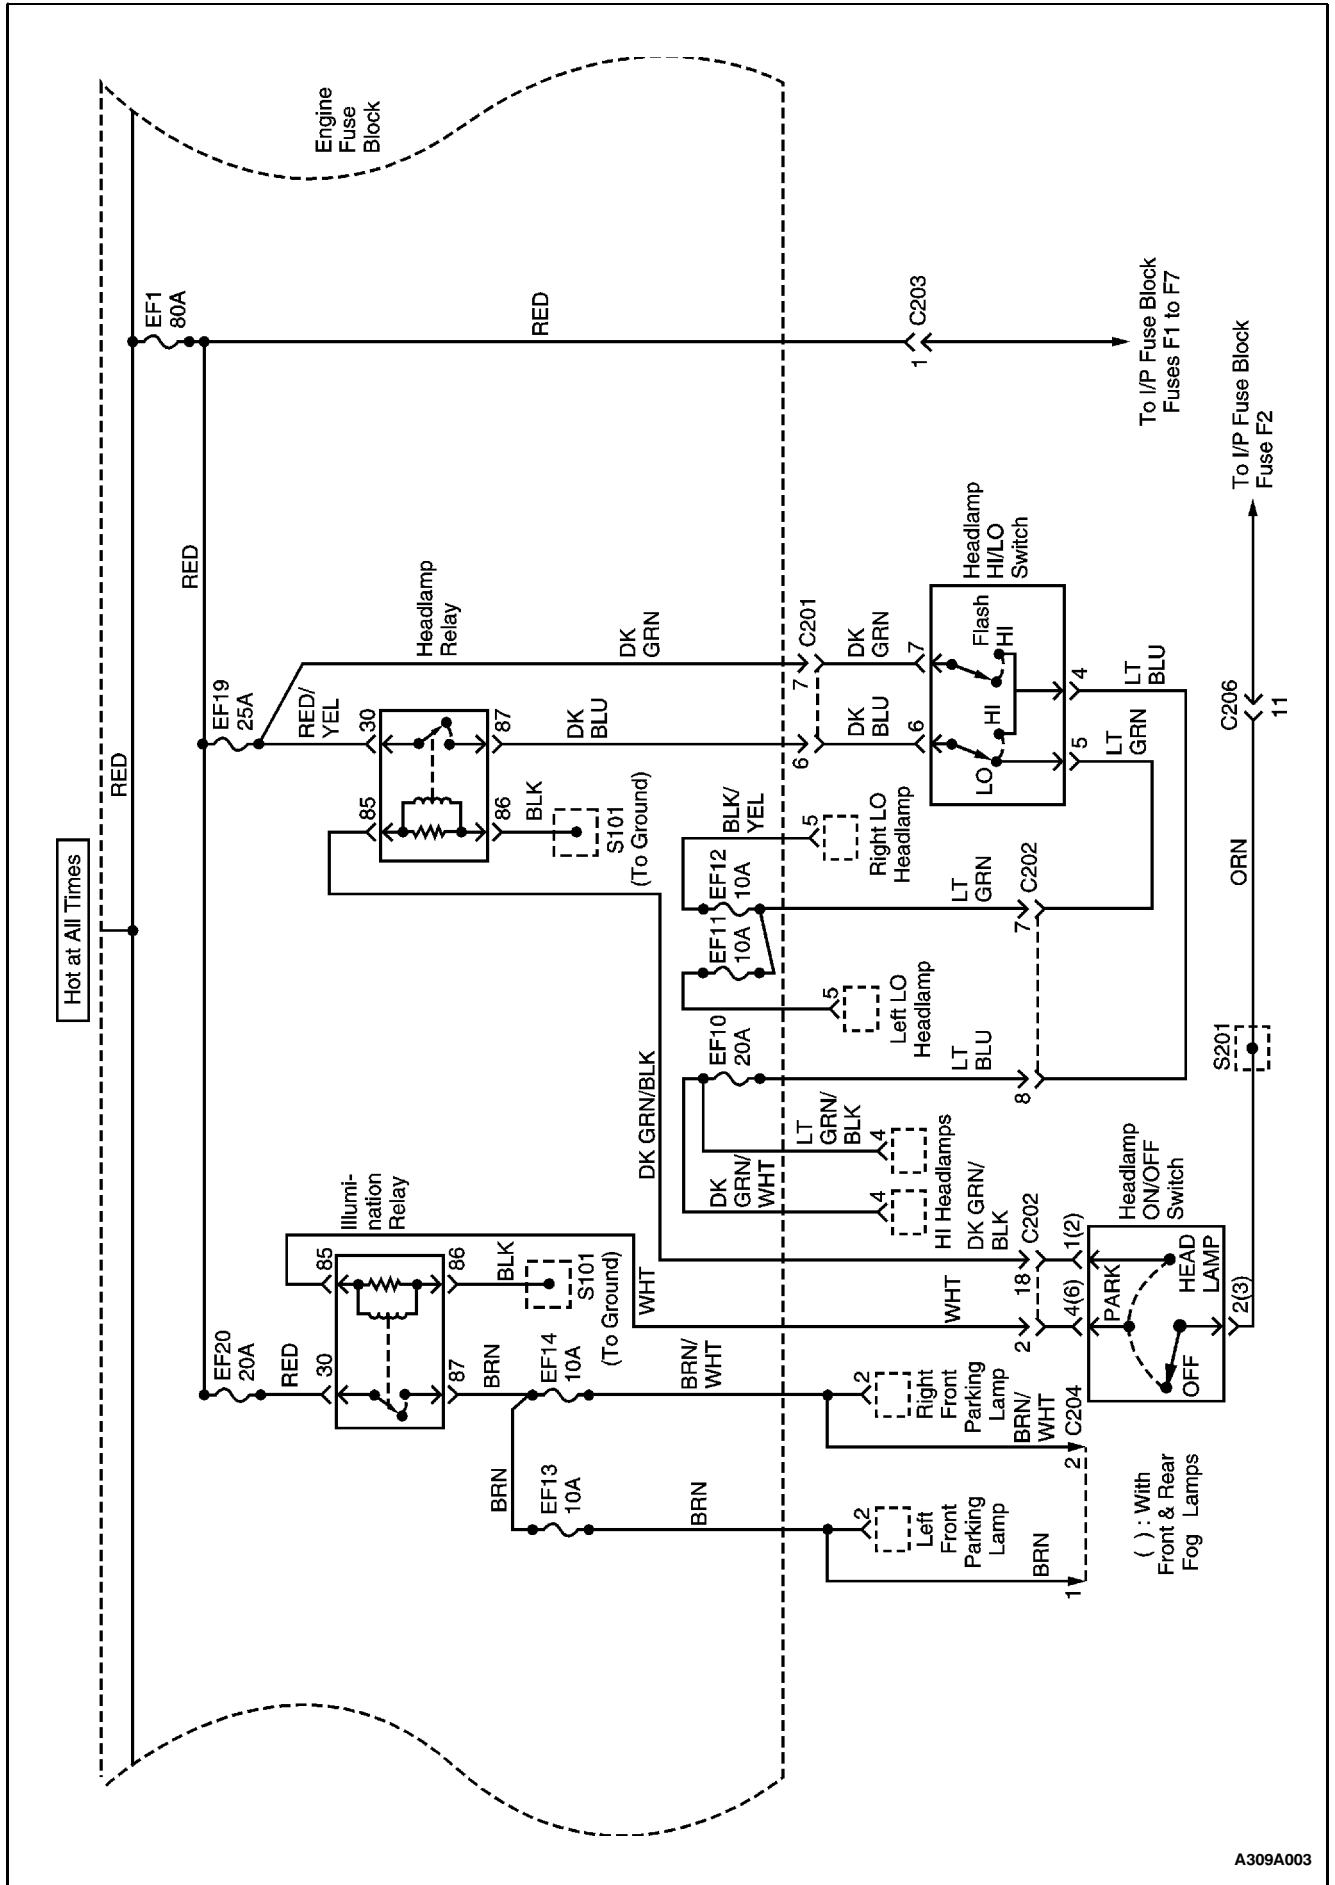 Hot at All Times
RED
RED
EF20
20A
EF19
25A
EF1
80A
Engine
Fuse
Block
RED
30
85
87
86
Illumi-
nation
Relay
BRN
BLK
S101
(To Ground)
RED/
YEL
85
30
86
87
Headlamp
Relay
BLK
S101
(To Ground)
DK
BLU
DK
GRN
RED
BRN
EF13
10A
EF14
10A
BRN
BRN/
WHT
WHT
DK GRN/BLK
EF10
20A
EF11
10A
EF12
10A
DK
GRN/
WHT
LT
GRN/
BLK
LT
BLU
LT
GRN
BLK/
YEL
6
7
C201
DK
BLU
DK
GRN
2
Left
Front
Parking
Lamp
2
Right
Front
Parking
Lamp
4
4
HI Headlamps
5
Left LO
Headlamp
5
Right LO
Headlamp
6
7
LO
HI
Flash
HI
Headlamp
HI/LO
Switch
5
4
LT
GRN
LT
BLU
1
C203
To I/P Fuse Block
Fuses F1 to F7
WHT
DK GRN/
BLK
2
18
C202
8
7
C202
BRN
BRN/
WHT
1
2
C204
4(6)
1(2)
PARK
OFF
HEAD
LAMP
Headlamp
ON/OFF
Switch
2(3)
S201
ORN
C206
11
To I/P Fuse Block
Fuse F2
( ) : With
Front & Rear
Fog Lamps
A309A003